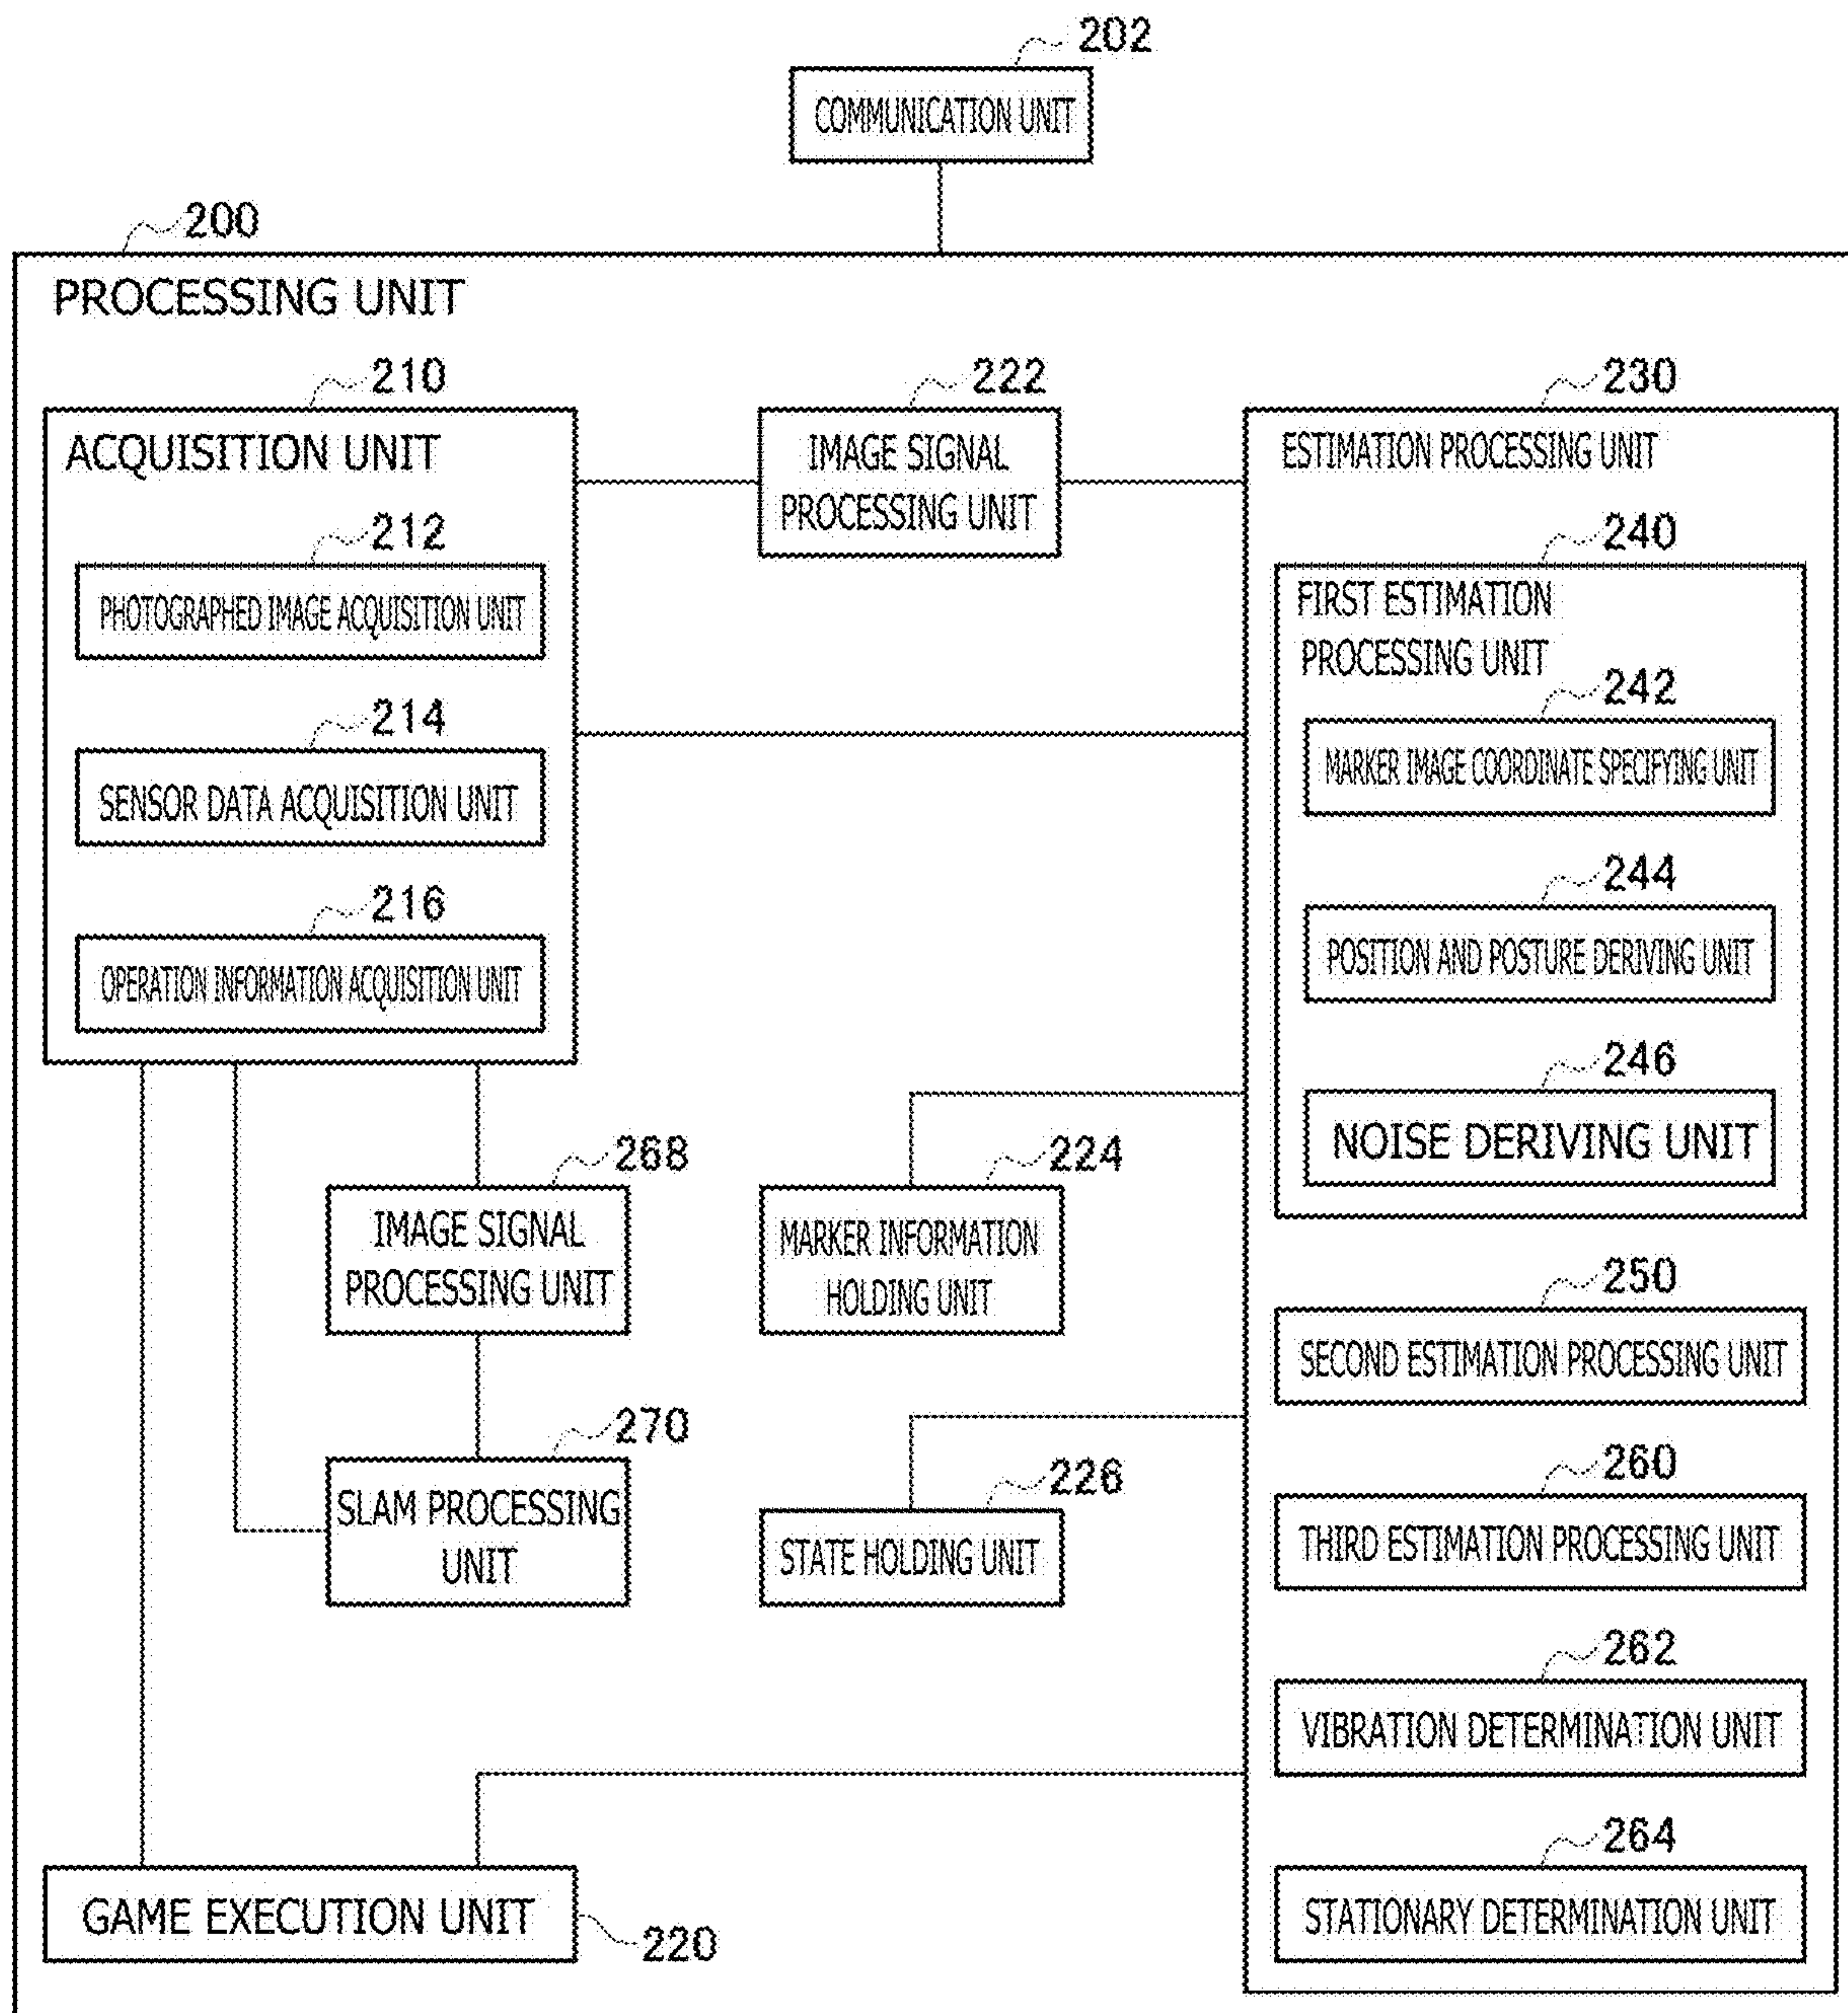 202
COMMUNICATION UNIT
200
PROCESSING UNIT
210
ACQUISITION UNIT
212
PHOTOGRAPHED IMAGE ACQUISITION UNIT
214
SENSOR DATA ACQUISITION UNIT
216
OPERATION INFORMATION ACQUISITION UNIT
222
IMAGE SIGNAL
PROCESSING UNIT
230
ESTIMATION PROCESSING UNIT
240
FIRST ESTIMATION
PROCESSING UNIT
242
MARKER IMAGE COORDINATE SPECIFYING UNIT
244
POSITION AND POSTURE DERIVING UNIT
246
NOISE DERIVING UNIT
268
IMAGE SIGNAL
PROCESSING UNIT
224
MARKER INFORMATION
HOLDING UNIT
250
SECOND ESTIMATION PROCESSING UNIT
270
SLAM PROCESSING
UNIT
226
STATE HOLDING UNIT
260
THIRD ESTIMATION PROCESSING UNIT
262
VIBRATION DETERMINATION UNIT
264
STATIONARY DETERMINATION UNIT
GAME EXECUTION UNIT
220